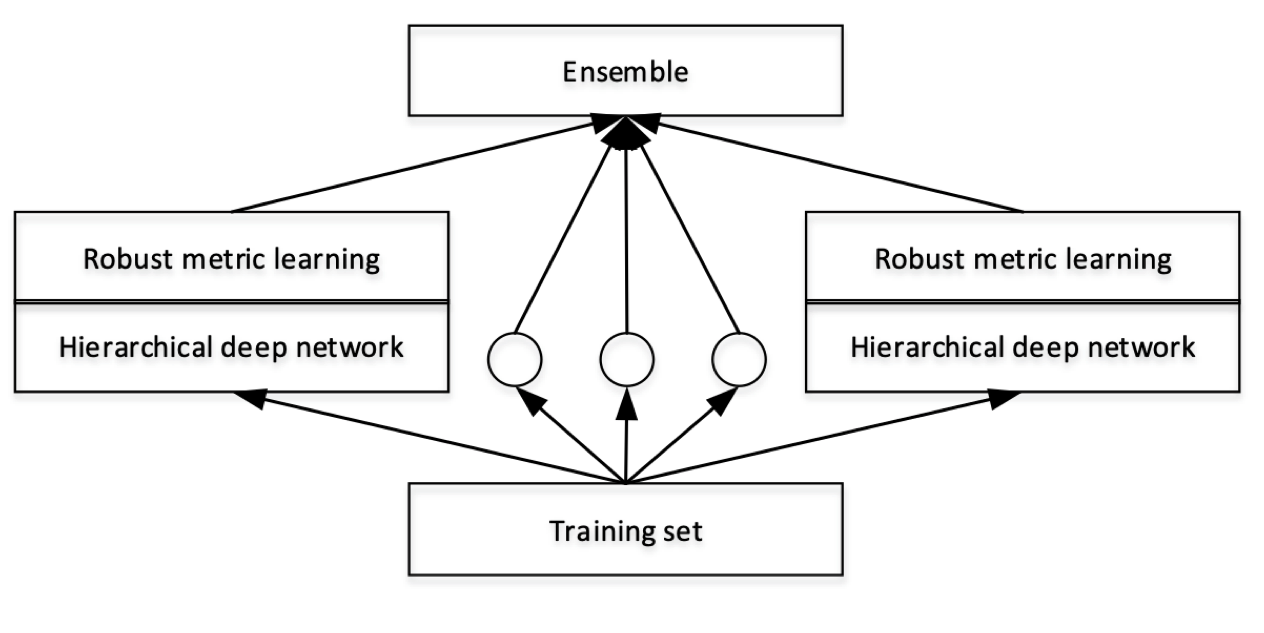 Ensemble
Robust metric learning
Hierarchical deep network
Robust metric learning
Hierarchical deep network
Training set